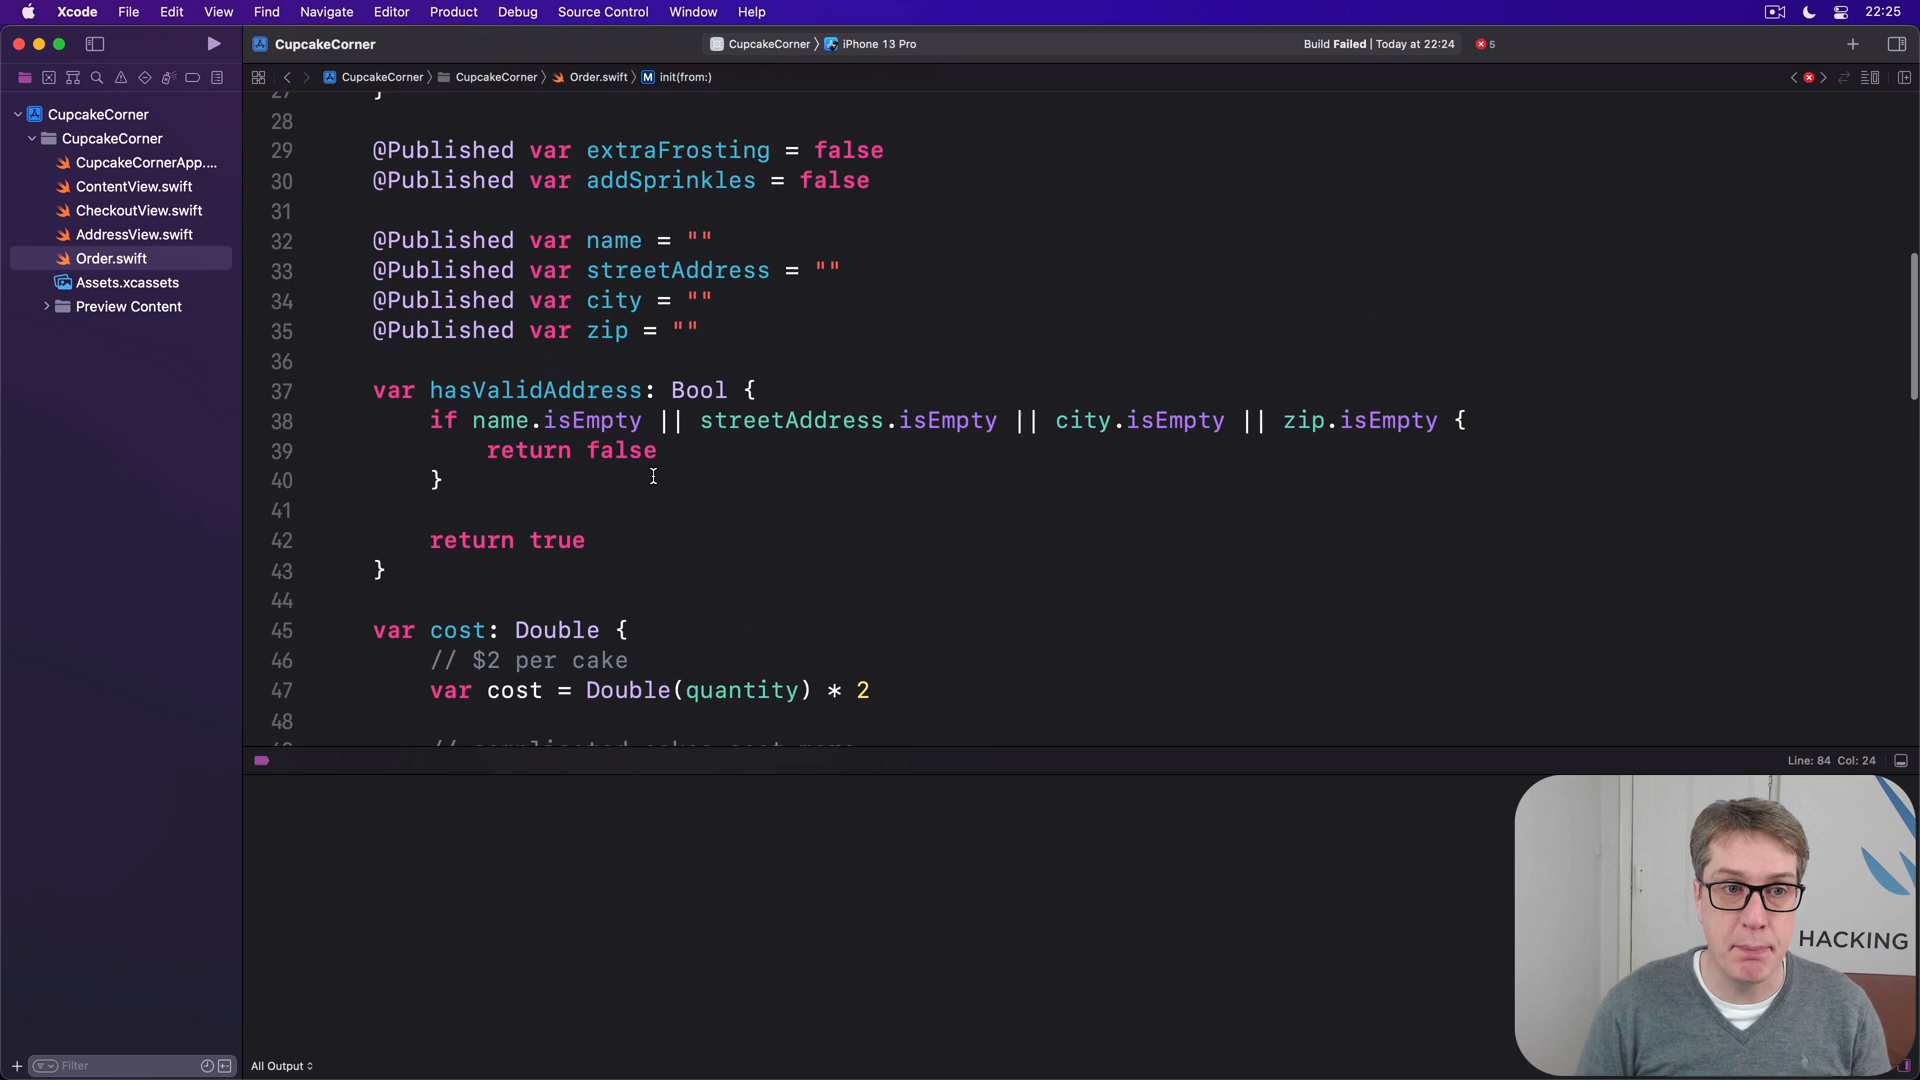 Xcode File Edit View Find Navigate Editor Product Debug Source Control Window Help 22:25
CupcakeCorner CupcakeCorner iPhone 13 Pro Build Failed | Today at 22:24 5
CupcakeCorner CupcakeCorner Order.swift M init(from:)
CupcakeCorner
CupcakeCorner
CupcakeCornerApp....
ContentView.swift
CheckoutView.swift
AddressView.swift
Order.swift
Assets.xcassets
Preview Content
27 }
28
29 @Published var extraFrosting = false
30 @Published var addSprinkles = false
31
32 @Published var name = ""
33 @Published var streetAddress = ""
34 @Published var city = ""
35 @Published var zip = ""
36
37 var hasValidAddress: Bool {
38 if name.isEmpty || streetAddress.isEmpty || city.isEmpty || zip.isEmpty {
39 return false
40 }
41
42 return true
43 }
44
45 var cost: Double {
46 // $2 per cake
47 var cost = Double(quantity) * 2
48
Line: 84 Col: 24
HACKING
Filter
All Output